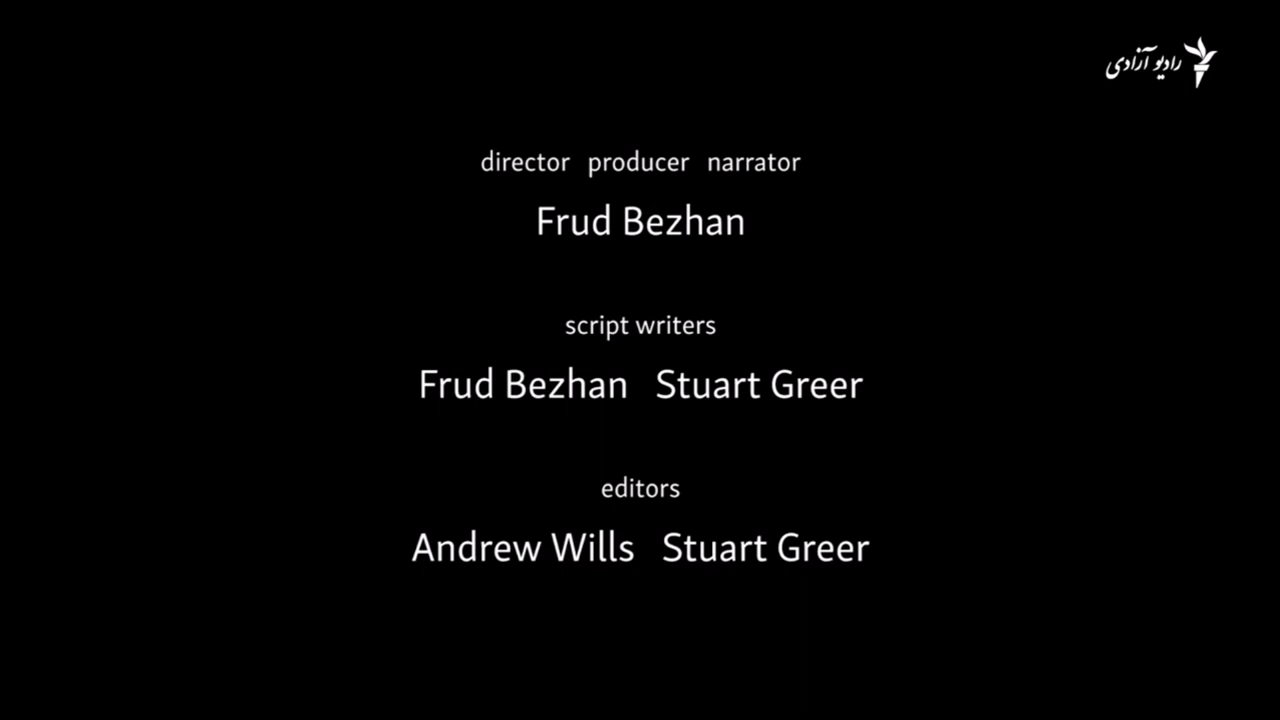 رادیو آزادی
director producer narrator
Frud Bezhan
script writers
Frud Bezhan Stuart Greer
editors
Andrew Wills Stuart Greer